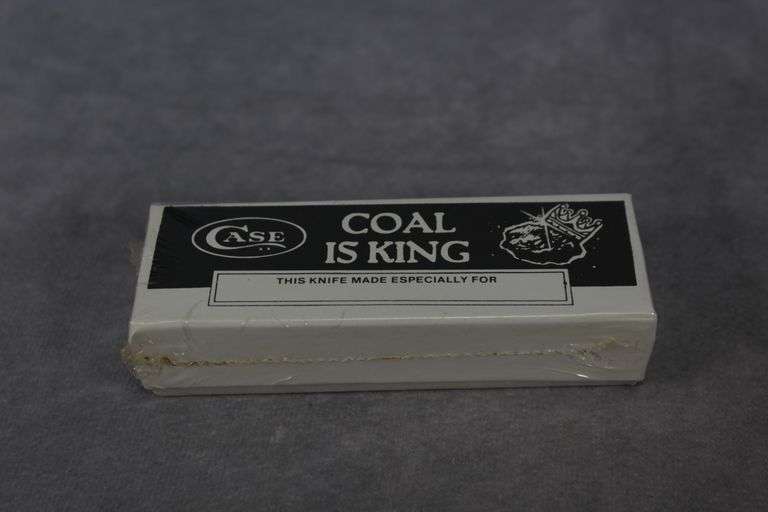 CASE
COAL
IS KING
THIS KNIFE MADE ESPECIALLY FOR